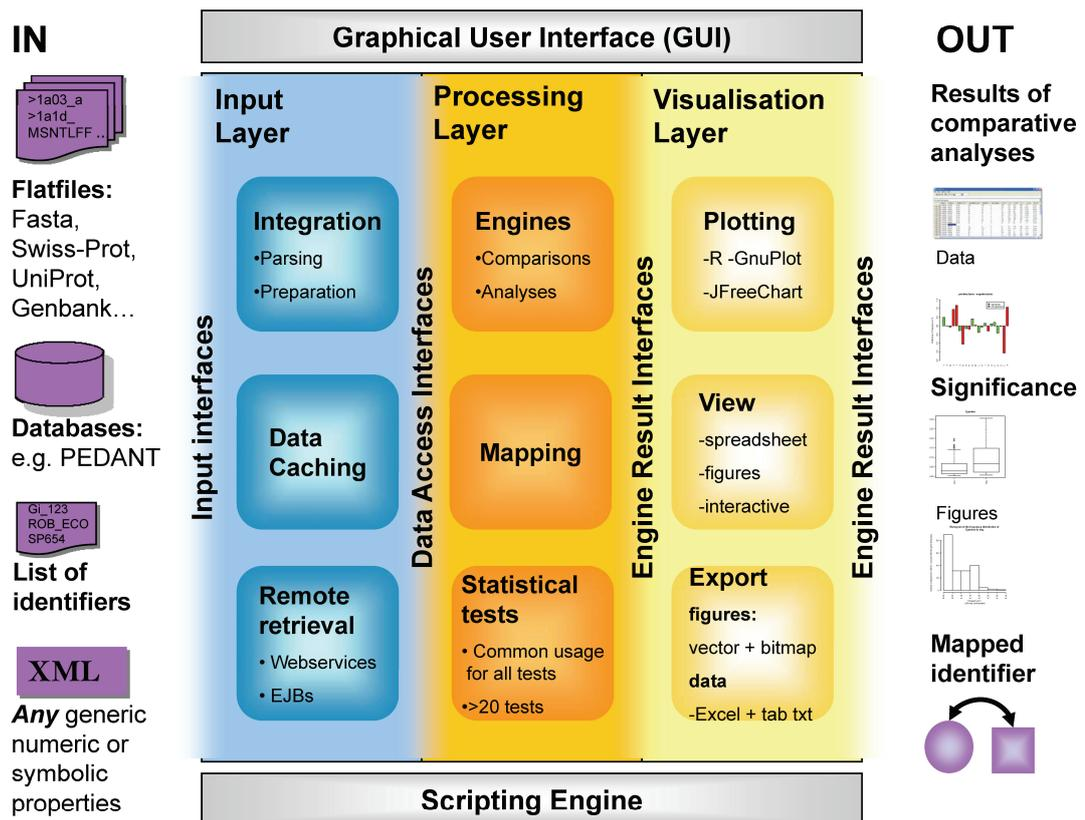 IN
>1a03_a
>1a1d_
MSNTLFF ..
Flatfiles:
Fasta,
Swiss-Prot,
UniProt,
Genbank…
Databases:
e.g. PEDANT
Gi_123
ROB_ECO
SP654
List of
identifiers
XML
Any generic
numeric or
symbolic
properties
Graphical User Interface (GUI)
Input interfaces
Input
Layer
Integration
•Parsing
•Preparation
Data
Caching
Remote
retrieval
• Webservices
• EJBs
Data Access Interfaces
Processing
Layer
Engines
•Comparisons
•Analyses
Mapping
Statistical
tests
• Common usage
for all tests
•>20 tests
Engine Result Interfaces
Visualisation
Layer
Plotting
-R -GnuPlot
-JFreeChart
View
-spreadsheet
-figures
-interactive
Export
figures:
vector + bitmap
data
-Excel + tab txt
Engine Result Interfaces
Scripting Engine
OUT
Results of
comparative
analyses
Data
Significance
Figures
Mapped
identifier